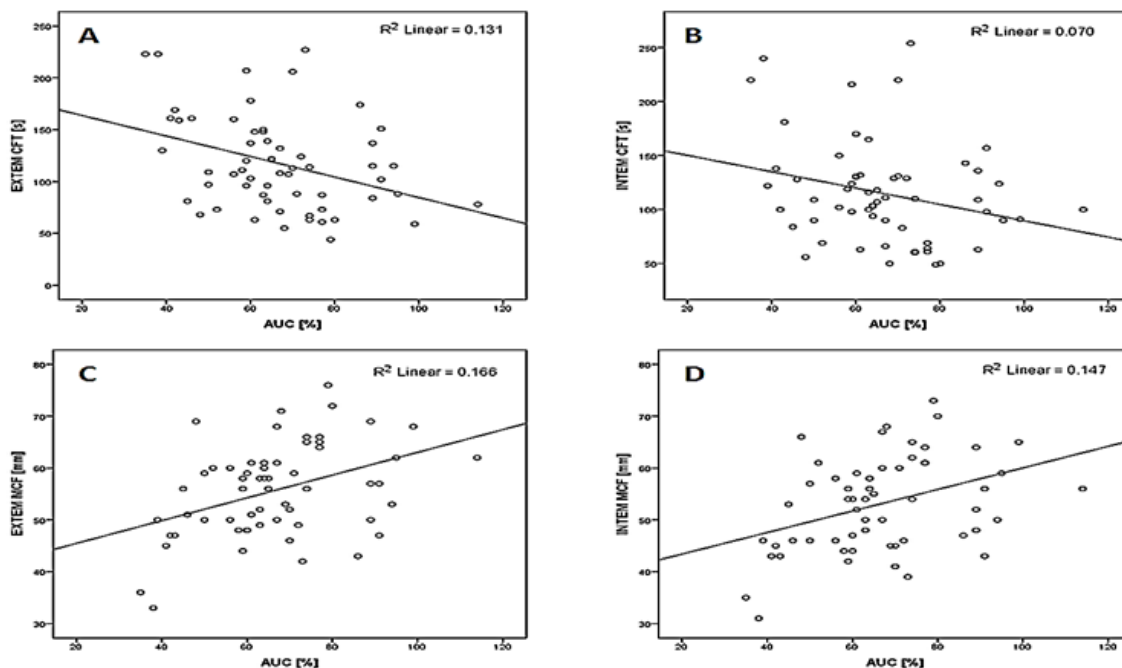 A
R² Linear = 0.131
EXTEM CFT [s]
250
200
150
100
50
0
20 40 60 80 100 120
AUC [%]
B
R² Linear = 0.070
INTEM CFT [s]
250
200
150
100
50
20 40 60 80 100 120
AUC [%]
C
R² Linear = 0.166
EXTEM MCF [mm]
80
70
60
50
40
30
20 40 60 80 100 120
AUC [%]
D
R² Linear = 0.147
INTEM MCF [mm]
80
70
60
50
40
30
20 40 60 80 100 120
AUC [%]